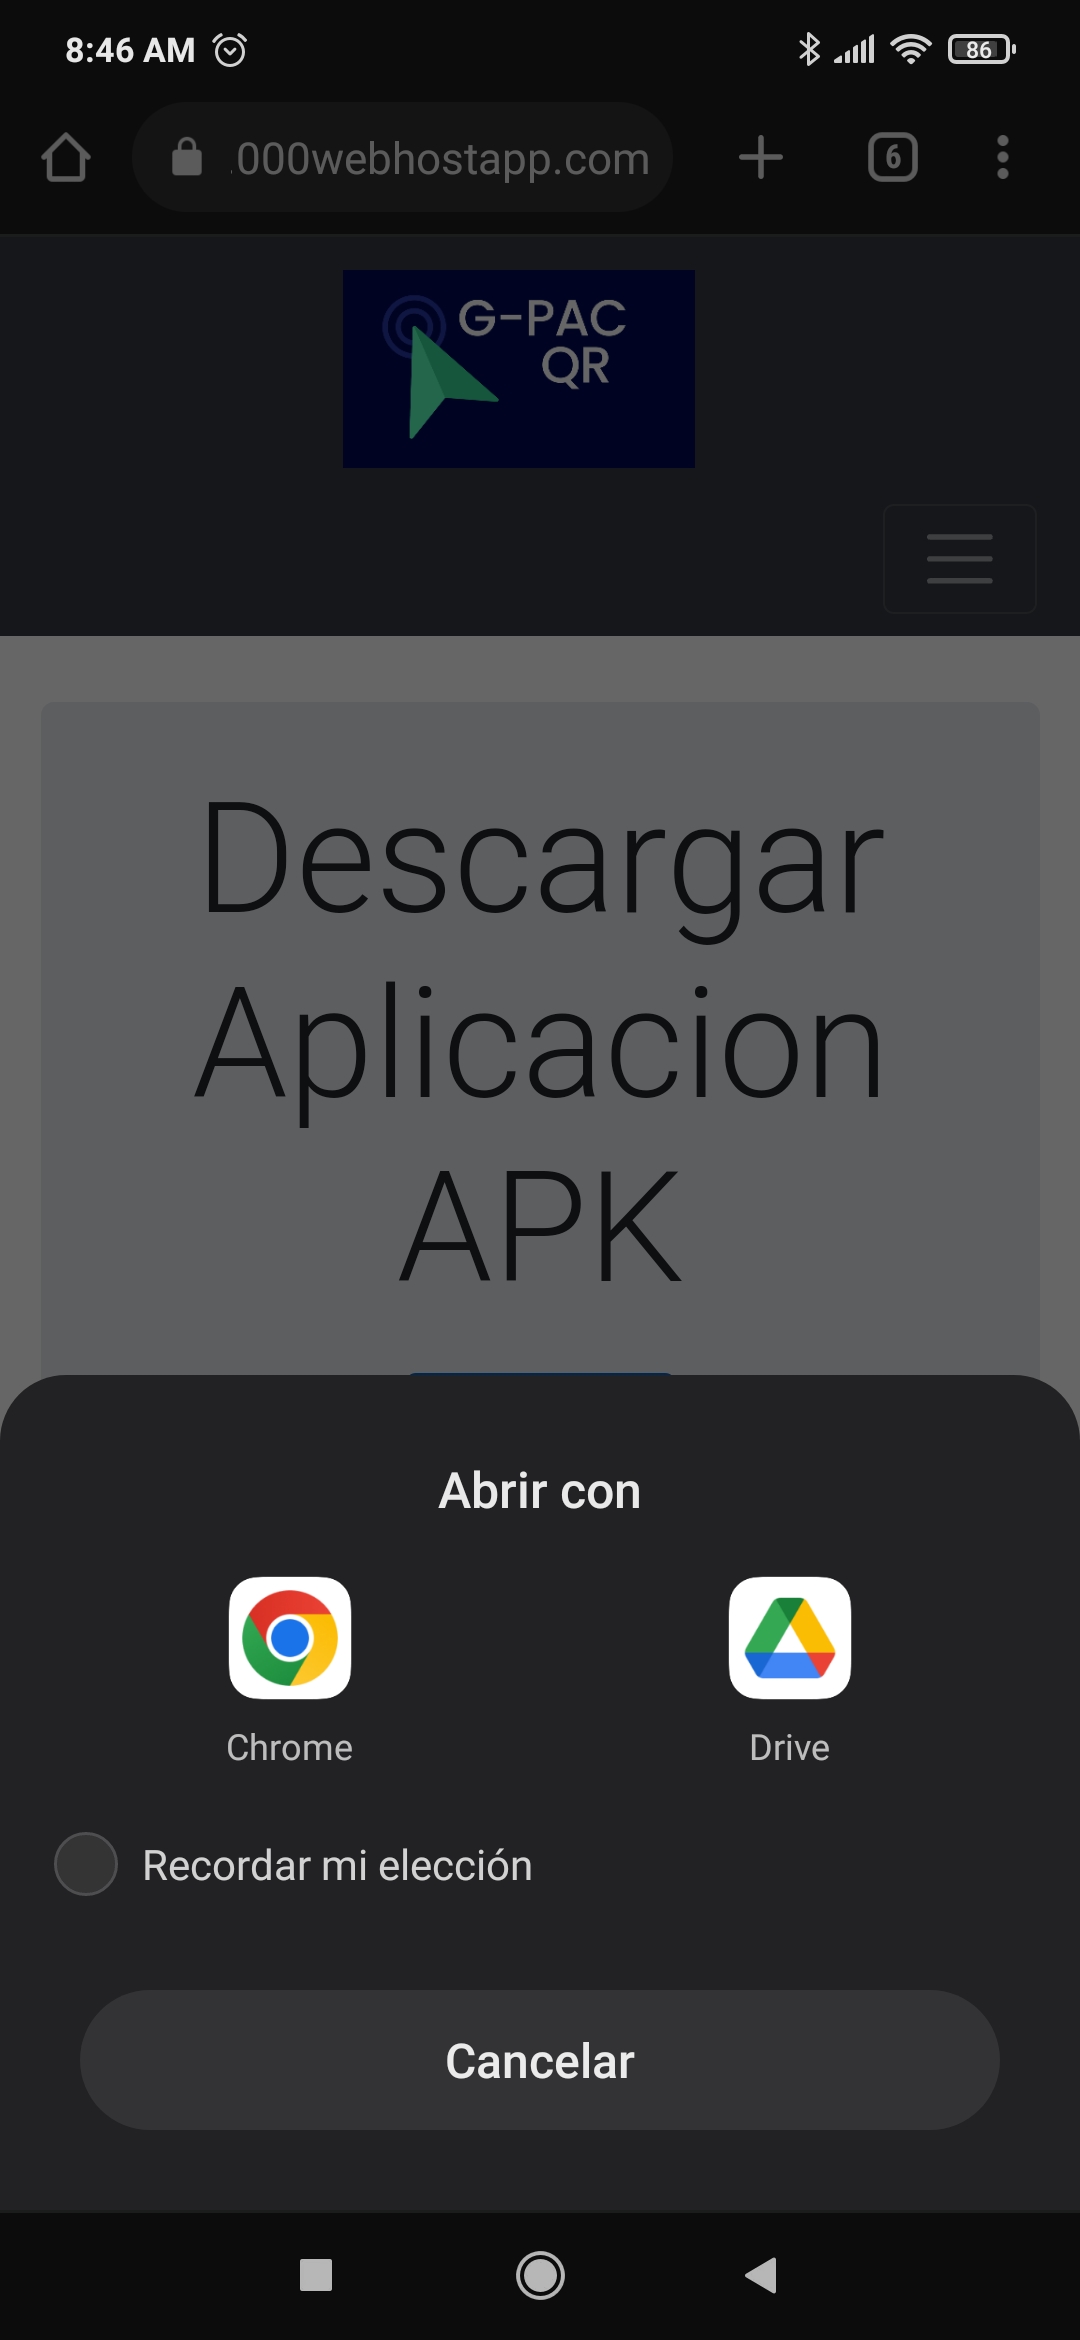 8:46 AM
86
.000webhostapp.com
6
G-PAC
QR
Descargar
Aplicacion
APK
Abrir con
Chrome
Drive
Recordar mi elección
Cancelar